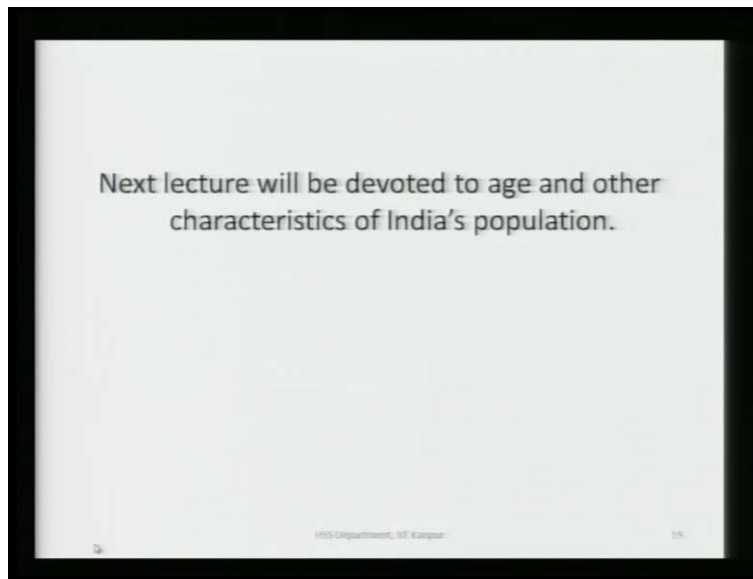 Next lecture will be devoted to age and other
characteristics of India's population.
HSS Department, IIT Kanpur
19